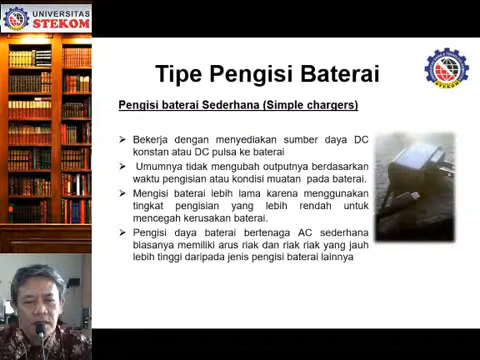 UNIVERSITAS
STEKOM
Tipe Pengisi Baterai
STEKOM
Pengisi baterai Sederhana (Simple chargers)
➤ Bekerja dengan menyediakan sumber daya DC
konstan atau DC pulsa ke baterai
➤ Umumnya tidak mengubah outputnya berdasarkan
waktu pengisian atau kondisi muatan pada baterai.
➤ Mengisi baterai lebih lama karena menggunakan
tingkat pengisian yang lebih rendah untuk
mencegah kerusakan baterai.
➤ Pengisi daya baterai bertenaga AC sederhana
biasanya memiliki arus riak dan riak riak yang jauh
lebih tinggi daripada jenis pengisi baterai lainnya